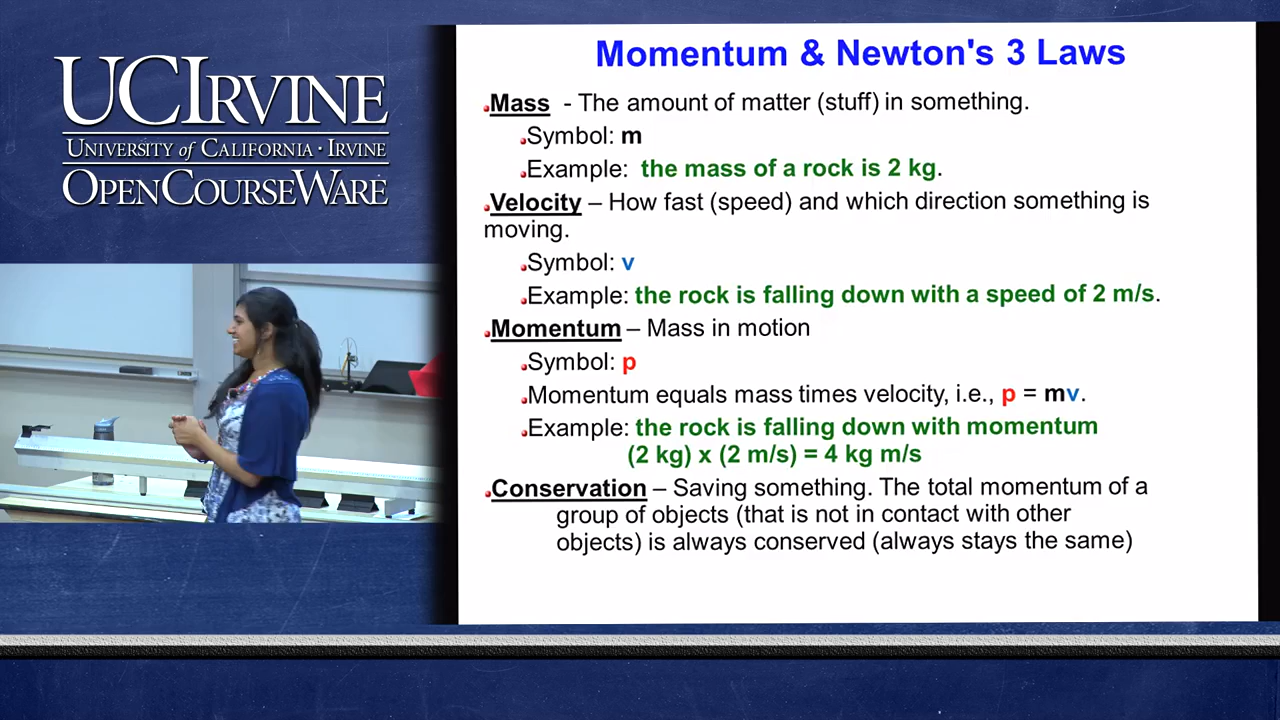 UCIRVINE
UNIVERSITY of CALIFORNIA · IRVINE
OPENCOURSEWARE
Momentum & Newton's 3 Laws
Mass - The amount of matter (stuff) in something.
Symbol: m
Example: the mass of a rock is 2 kg.
Velocity – How fast (speed) and which direction something is
moving.
Symbol: v
Example: the rock is falling down with a speed of 2 m/s.
Momentum – Mass in motion
Symbol: p
Momentum equals mass times velocity, i.e., p = mv.
Example: the rock is falling down with momentum
(2 kg) x (2 m/s) = 4 kg m/s
Conservation – Saving something. The total momentum of a
group of objects (that is not in contact with other
objects) is always conserved (always stays the same)